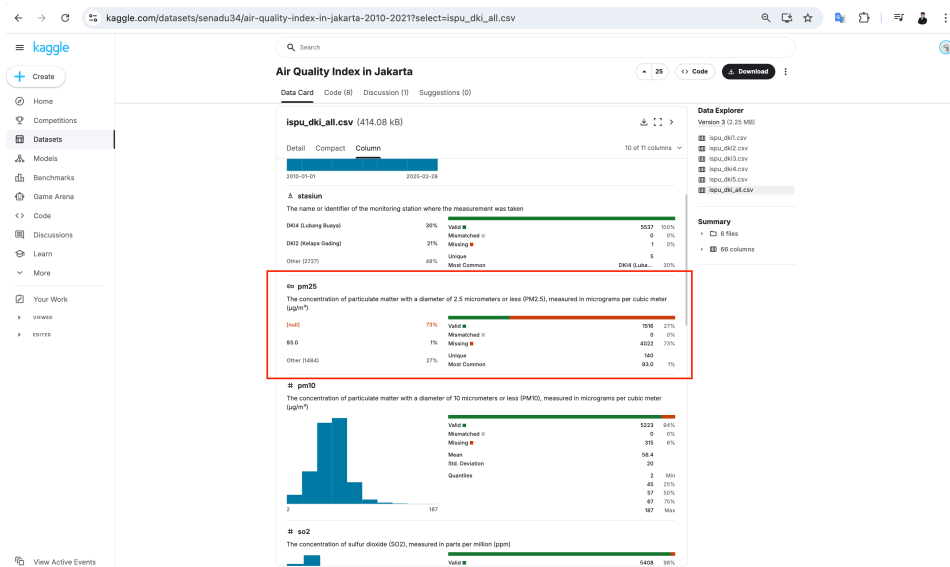 kaggle.com/datasets/senadu34/air-quality-index-in-jakarta-2010-2021?select=ispu_dki_all.csv
kaggle
Search
Create
Home
Competitions
Datasets
Models
Benchmarks
Game Arena
Code
Discussions
Learn
More
Your Work
VIEWED
EDITED
View Active Events
Air Quality Index in Jakarta
25
Code
Download
Data Card Code (8) Discussion (1) Suggestions (0)
ispu_dki_all.csv (414.08 kB)
Detail Compact Column
10 of 11 columns
2010-01-01 2025-02-28
stasiun
The name or identifier of the monitoring station where the measurement was taken
DKI4 (Lubang Buaya) 30%
DKI2 (Kelapa Gading) 21%
Other (2727) 49%
Valid 5537 100%
Mismatched 0 0%
Missing 1 0%
Unique 5
Most Common DKI4 (Luba... 30%
pm25
The concentration of particulate matter with a diameter of 2.5 micrometers or less (PM2.5), measured in micrograms per cubic meter
(µg/m³)
[null] 73%
93.0 1%
Other (1484) 27%
Valid 1516 27%
Mismatched 0 0%
Missing 4022 73%
Unique 140
Most Common 93.0 1%
# pm10
The concentration of particulate matter with a diameter of 10 micrometers or less (PM10), measured in micrograms per cubic meter
(µg/m³)
2 187
Valid 5223 94%
Mismatched 0 0%
Missing 315 6%
Mean 56.4
Std. Deviation 20
Quantiles 2 Min
45 25%
57 50%
67 75%
187 Max
# so2
The concentration of sulfur dioxide (SO2), measured in parts per million (ppm)
Valid 5408 98%
Data Explorer
Version 3 (2.25 MB)
ispu_dki1.csv
ispu_dki2.csv
ispu_dki3.csv
ispu_dki4.csv
ispu_dki5.csv
ispu_dki_all.csv
Summary
6 files
66 columns